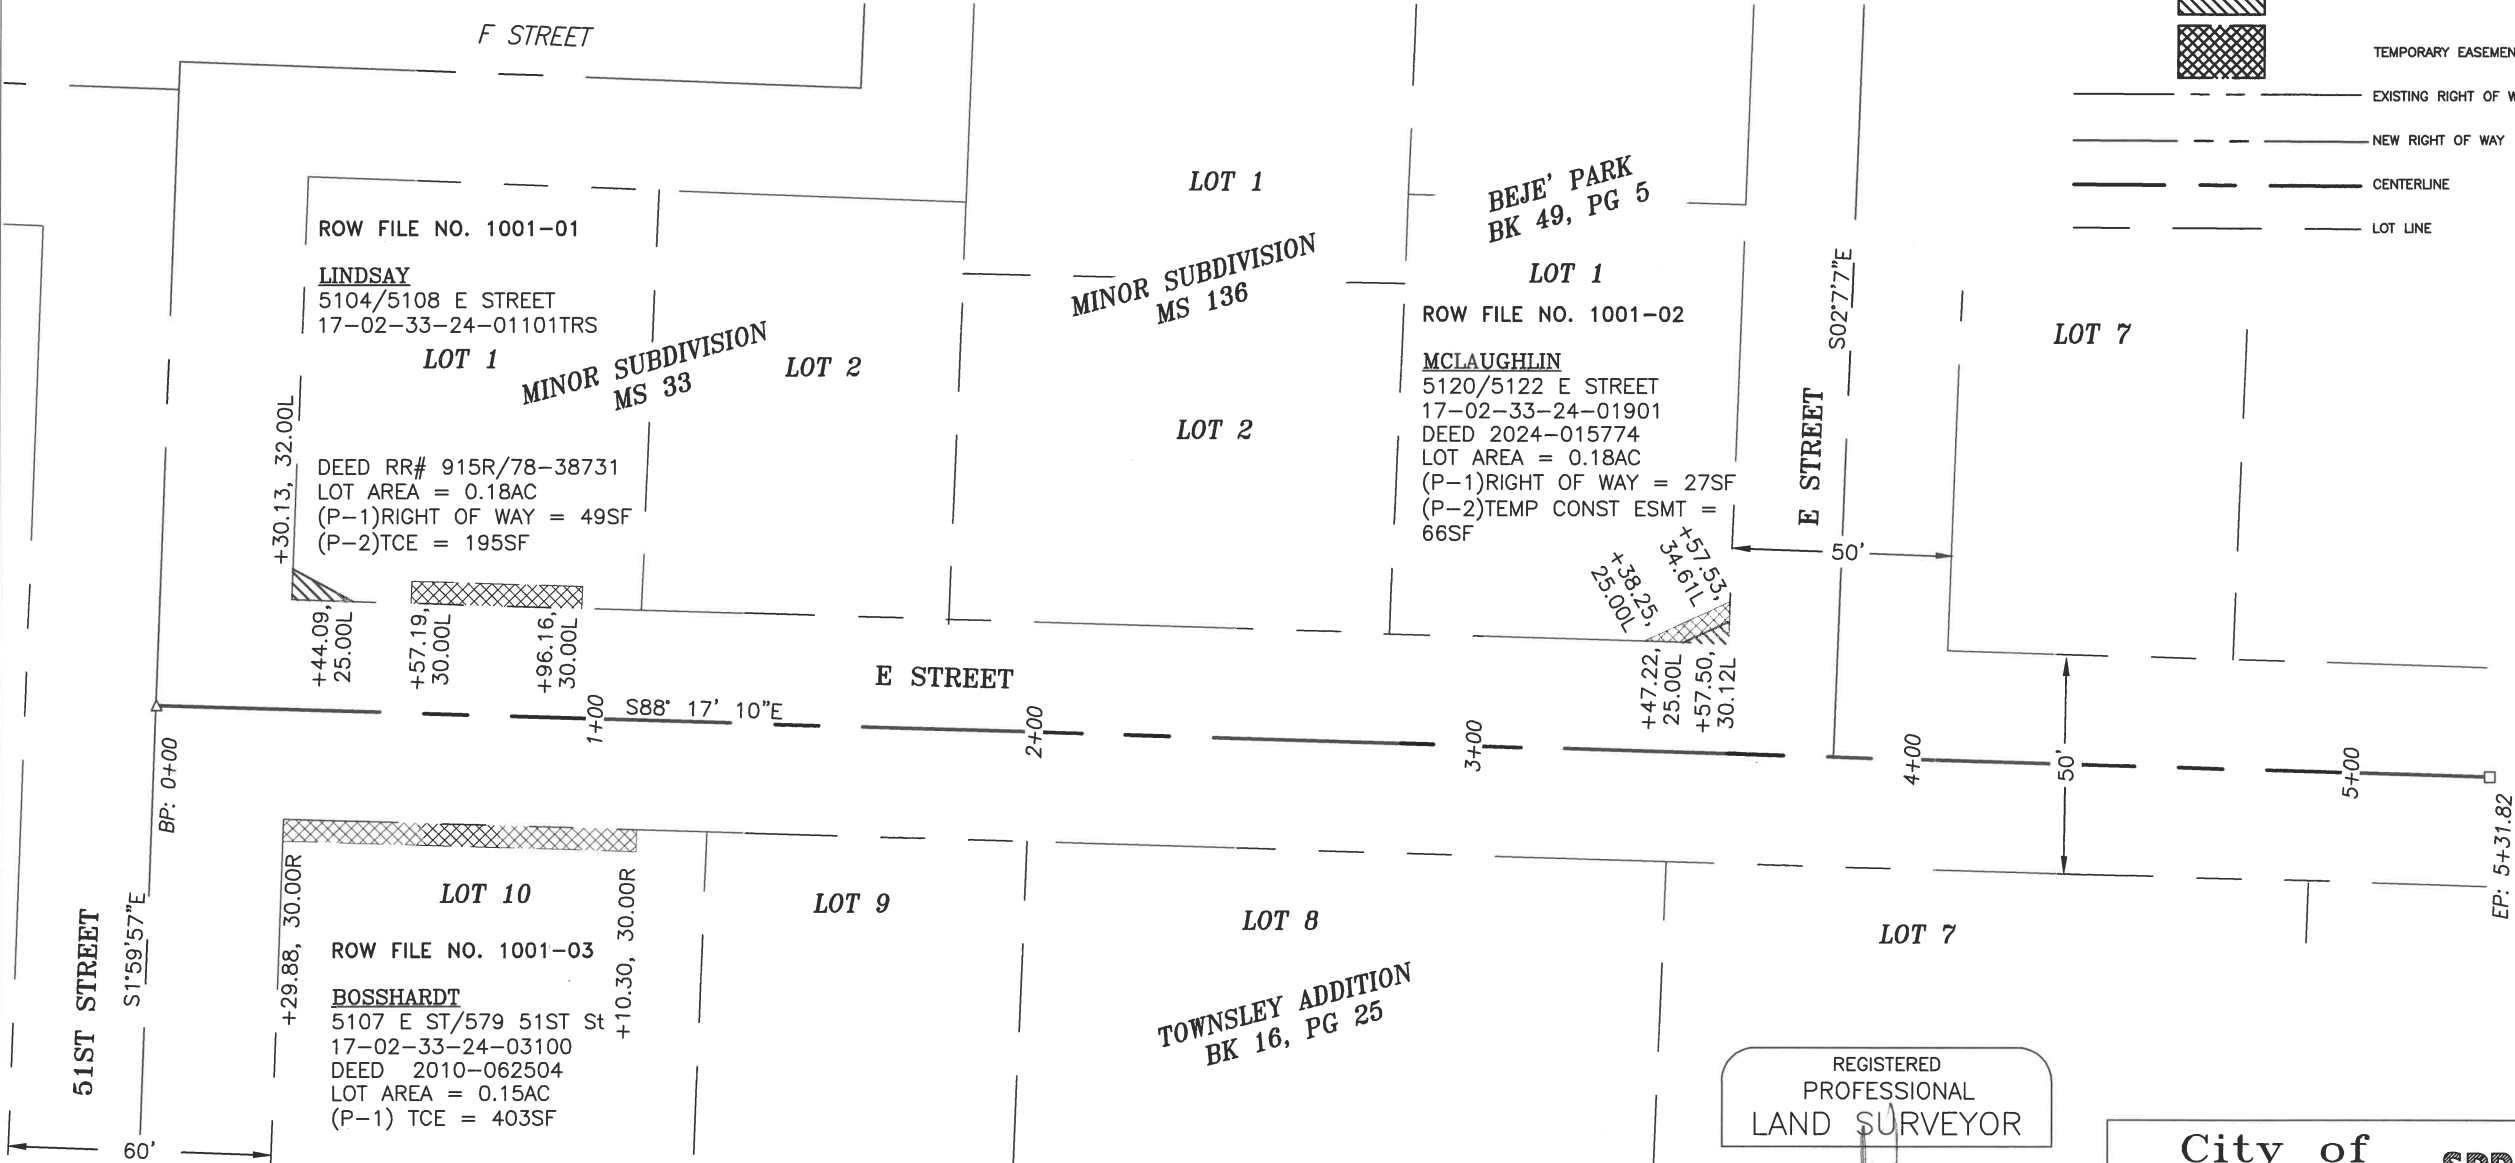 F STREET
TEMPORARY EASEMEN
EXISTING RIGHT OF W
NEW RIGHT OF WAY
CENTERLINE
LOT LINE
ROW FILE NO. 1001-01
LINDSAY
5104/5108 E STREET
17-02-33-24-01101TRS
LOT 1
MINOR SUBDIVISION
MS 33
LOT 2
DEED RR# 915R/78-38731
LOT AREA = 0.18AC
(P-1)RIGHT OF WAY = 49SF
(P-2)TCE = 195SF
+30.13, 32.00L
+44.09,
25.00L
+57.19,
30.00L
+96.16,
30.00L
LOT 1
MINOR SUBDIVISION
MS 136
LOT 2
BEJE' PARK
BK 49, PG 5
LOT 1
ROW FILE NO. 1001-02
MCLAUGHLIN
5120/5122 E STREET
17-02-33-24-01901
DEED 2024-015774
LOT AREA = 0.18AC
(P-1)RIGHT OF WAY = 27SF
(P-2)TEMP CONST ESMT =
66SF
+38.25,
25.00L
+57.53,
34.61L
+47.22,
25.00L
+57.50,
30.12L
S02°7'7"E
E STREET
50'
LOT 7
E STREET
S88° 17' 10"E
BP: 0+00
1+00
2+00
3+00
4+00
5+00
EP: 5+31.82
50'
51ST STREET
S1°59'57"E
60'
+29.88, 30.00R
+10.30, 30.00R
LOT 10
ROW FILE NO. 1001-03
BOSSHARDT
5107 E ST/579 51ST St
17-02-33-24-03100
DEED 2010-062504
LOT AREA = 0.15AC
(P-1) TCE = 403SF
LOT 9
LOT 8
TOWNSLEY ADDITION
BK 16, PG 25
LOT 7
REGISTERED
PROFESSIONAL
LAND SURVEYOR
City of